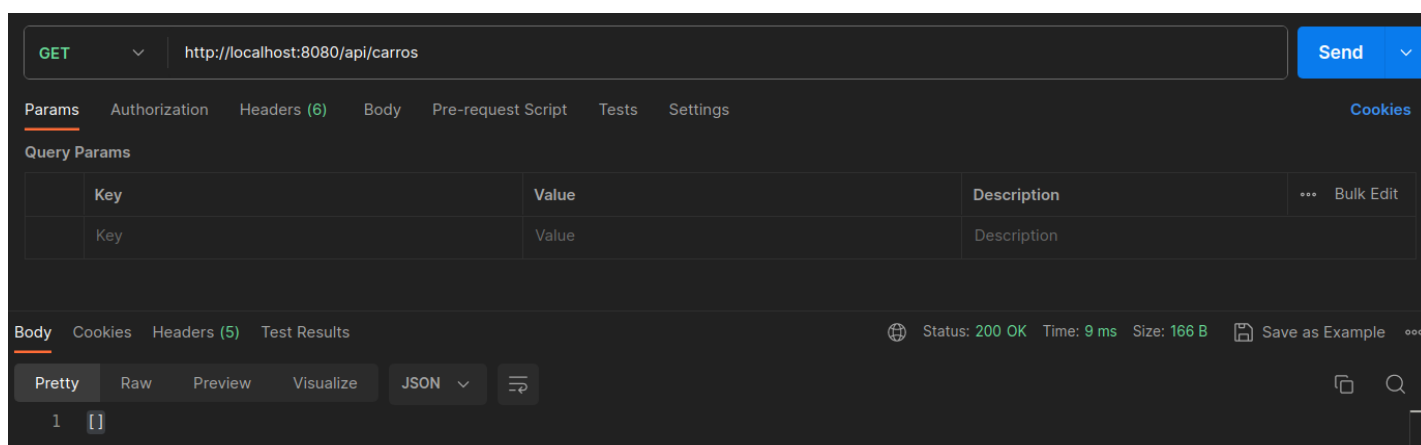 GET http://localhost:8080/api/carros Send
Params Authorization Headers (6) Body Pre-request Script Tests Settings Cookies
Query Params
Key Value Description Bulk Edit
Key Value Description
Body Cookies Headers (5) Test Results Status: 200 OK Time: 9 ms Size: 166 B Save as Example
Pretty Raw Preview Visualize JSON
1 []